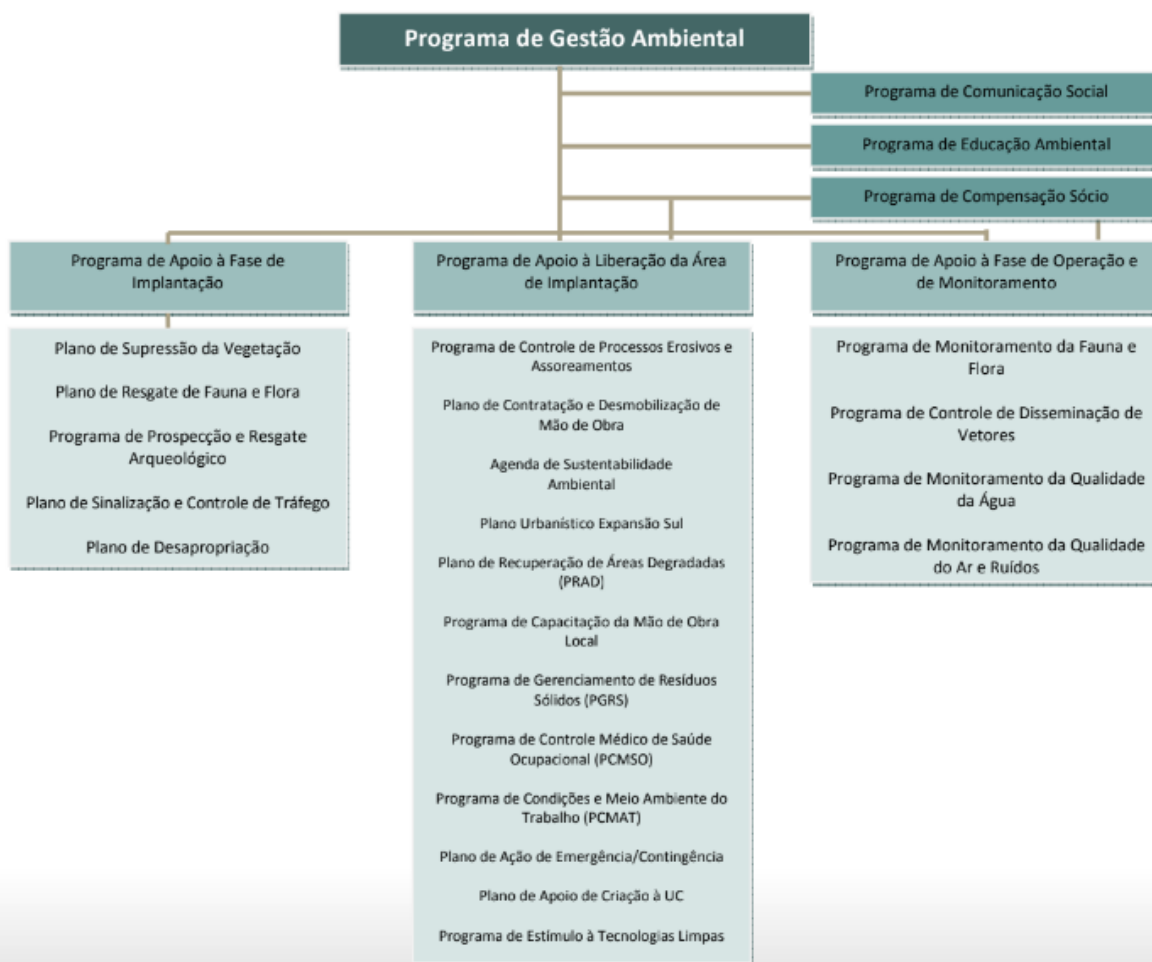 Programa de Gestão Ambiental
Programa de Comunicação Social
Programa de Educação Ambiental
Programa de Compensação Sócio
Programa de Apoio à Fase de
Implantação
Plano de Supressão da Vegetação
Plano de Resgate de Fauna e Flora
Programa de Prospecção e Resgate
Arqueológico
Plano de Sinalização e Controle de Tráfego
Plano de Desapropriação
Programa de Apoio à Liberação da Área
de Implantação
Programa de Controle de Processos Erosivos e
Assoreamentos
Plano de Contratação e Desmobilização de
Mão de Obra
Agenda de Sustentabilidade
Ambiental
Plano Urbanístico Expansão Sul
Plano de Recuperação de Áreas Degradadas
(PRAD)
Programa de Capacitação da Mão de Obra
Local
Programa de Gerenciamento de Resíduos
Sólidos (PGRS)
Programa de Controle Médico de Saúde
Ocupacional (PCMSO)
Programa de Condições e Meio Ambiente do
Trabalho (PCMAT)
Plano de Ação de Emergência/Contingência
Plano de Apoio de Criação à UC
Programa de Estímulo à Tecnologias Limpas
Programa de Apoio à Fase de Operação e
de Monitoramento
Programa de Monitoramento da Fauna e
Flora
Programa de Controle de Disseminação de
Vetores
Programa de Monitoramento da Qualidade
da Água
Programa de Monitoramento da Qualidade
do Ar e Ruídos